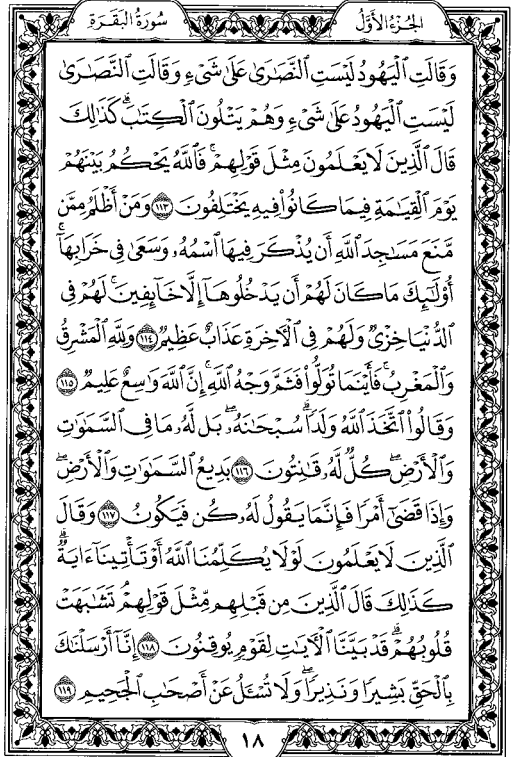 الجُزءُ الأَوَّلُ
سُورَةُ البَقَرَةِ
وَقَالَتِ ٱلۡيَهُودُ لَيۡسَتِ ٱلنَّصَٰرَىٰ عَلَىٰ شَىۡءٖ وَقَالَتِ ٱلنَّصَٰرَىٰ
لَيۡسَتِ ٱلۡيَهُودُ عَلَىٰ شَىۡءٖ وَهُمۡ يَتۡلُونَ ٱلۡكِتَٰبَۗ كَذَٰلِكَ
قَالَ ٱلَّذِينَ لَا يَعۡلَمُونَ مِثۡلَ قَوۡلِهِمۡۚ فَٱللَّهُ يَحۡكُمُ بَيۡنَهُمۡ
يَوۡمَ ٱلۡقِيَٰمَةِ فِيمَا كَانُواْ فِيهِ يَخۡتَلِفُونَ ١١٣ وَمَنۡ أَظۡلَمُ مِمَّن
مَّنَعَ مَسَٰجِدَ ٱللَّهِ أَن يُذۡكَرَ فِيهَا ٱسۡمُهُۥ وَسَعَىٰ فِي خَرَابِهَآۚ
أُوْلَٰٓئِكَ مَا كَانَ لَهُمۡ أَن يَدۡخُلُوهَآ إِلَّا خَآئِفِينَۚ لَهُمۡ فِي
ٱلدُّنۡيَا خِزۡيٞ وَلَهُمۡ فِي ٱلۡأٓخِرَةِ عَذَابٌ عَظِيمٞ ١١٤ وَلِلَّهِ ٱلۡمَشۡرِقُ
وَٱلۡمَغۡرِبُۚ فَأَيۡنَمَا تُوَلُّواْ فَثَمَّ وَجۡهُ ٱللَّهِۚ إِنَّ ٱللَّهَ وَٰسِعٌ عَلِيمٞ ١١٥
وَقَالُواْ ٱتَّخَذَ ٱللَّهُ وَلَدٗاۗ سُبۡحَٰنَهُۥۖ بَل لَّهُۥ مَا فِي ٱلسَّمَٰوَٰتِ
وَٱلۡأَرۡضِۖ كُلّٞ لَّهُۥ قَٰنِتُونَ ١١٦ بَدِيعُ ٱلسَّمَٰوَٰتِ وَٱلۡأَرۡضِۖ
وَإِذَا قَضَىٰٓ أَمۡرٗا فَإِنَّمَا يَقُولُ لَهُۥ كُن فَيَكُونُ ١١٧ وَقَالَ
ٱلَّذِينَ لَا يَعۡلَمُونَ لَوۡلَا يُكَلِّمُنَا ٱللَّهُ أَوۡ تَأۡتِينَآ ءَايَةٞۗ
كَذَٰلِكَ قَالَ ٱلَّذِينَ مِن قَبۡلِهِم مِّثۡلَ قَوۡلِهِمۡۘ تَشَٰبَهَتۡ
قُلُوبُهُمۡۗ قَدۡ بَيَّنَّا ٱلۡأٓيَٰتِ لِقَوۡمٖ يُوقِنُونَ ١١٨ إِنَّآ أَرۡسَلۡنَٰكَ
بِٱلۡحَقِّ بَشِيرٗا وَنَذِيرٗاۖ وَلَا تُسۡـَٔلُ عَنۡ أَصۡحَٰبِ ٱلۡجَحِيمِ ١١٩
١٨